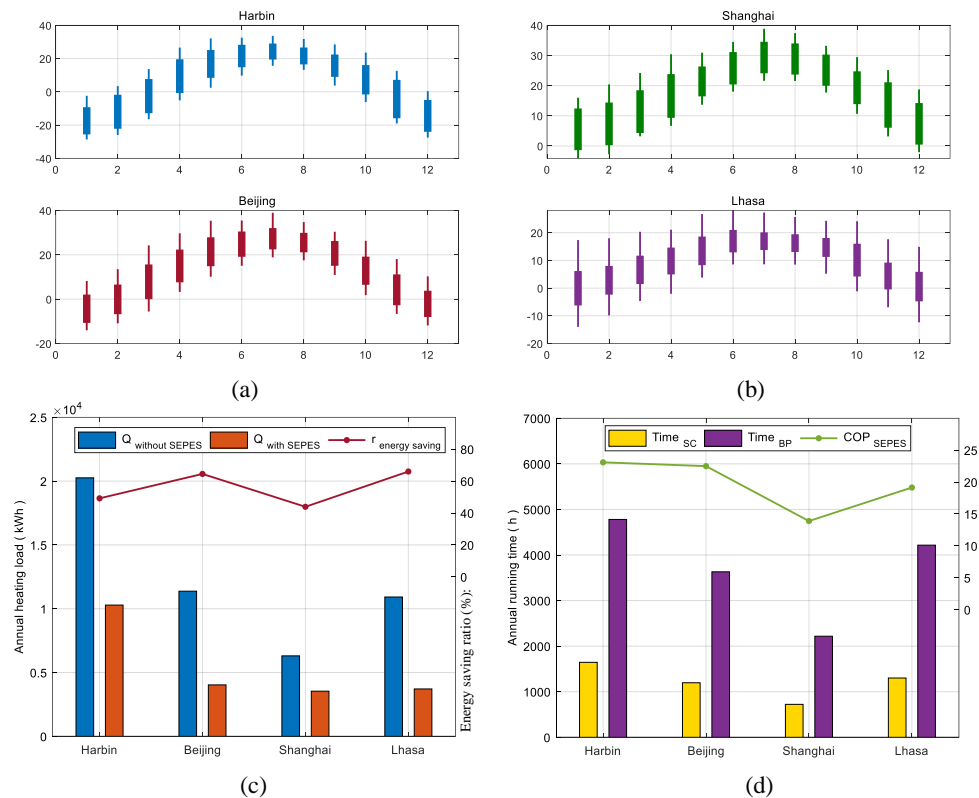 Harbin
40
20
0
-20
-40
0 2 4 6 8 10 12
Shanghai
40
30
20
10
0
0 2 4 6 8 10 12
Beijing
40
20
0
-20
0 2 4 6 8 10 12
Lhasa
20
10
0
-10
-20
0 2 4 6 8 10 12
(a)
(b)
×10⁴
2.5
2
1.5
1
0.5
0
Annual heating load ( kWh )
Q without SEPES Q with SEPES r energy saving
80
60
40
20
0
Energy saving ratio (%):
Harbin Beijing Shanghai Lhasa
(c)
7000
6000
5000
4000
3000
2000
1000
0
Annual running time ( h )
Time SC Time BP COP SEPES
25
20
15
10
5
0
Harbin Beijing Shanghai Lhasa
(d)